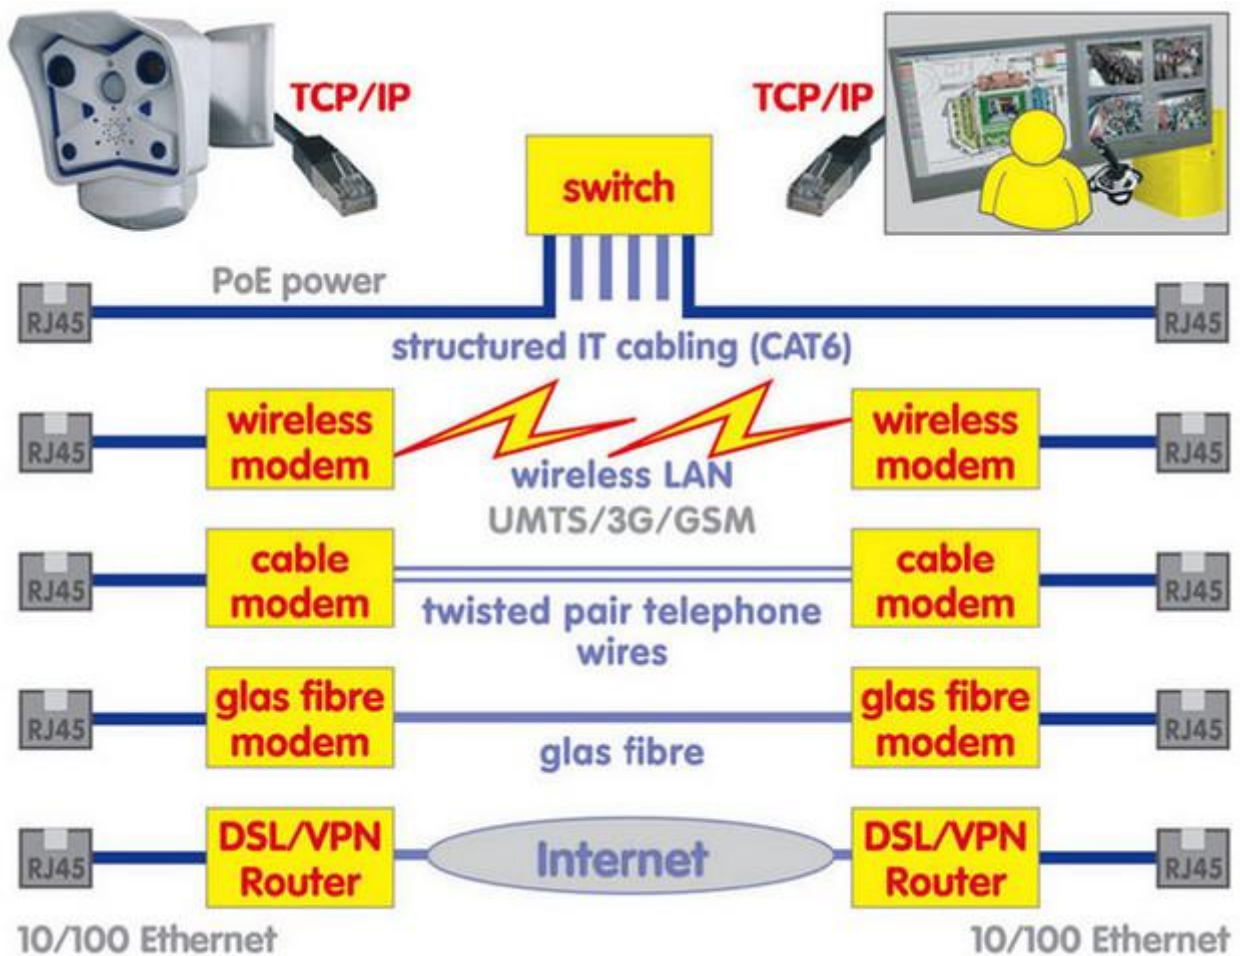 TCP/IP
TCP/IP
switch
PoE power
RJ45
RJ45
structured IT cabling (CAT6)
wireless
modem
wireless
modem
RJ45
RJ45
wireless LAN
UMTS/3G/GSM
cable
modem
cable
modem
RJ45
RJ45
twisted pair telephone
wires
glas fibre
modem
glas fibre
modem
RJ45
RJ45
glas fibre
DSL/VPN
Router
DSL/VPN
Router
RJ45
Internet
RJ45
10/100 Ethernet
10/100 Ethernet